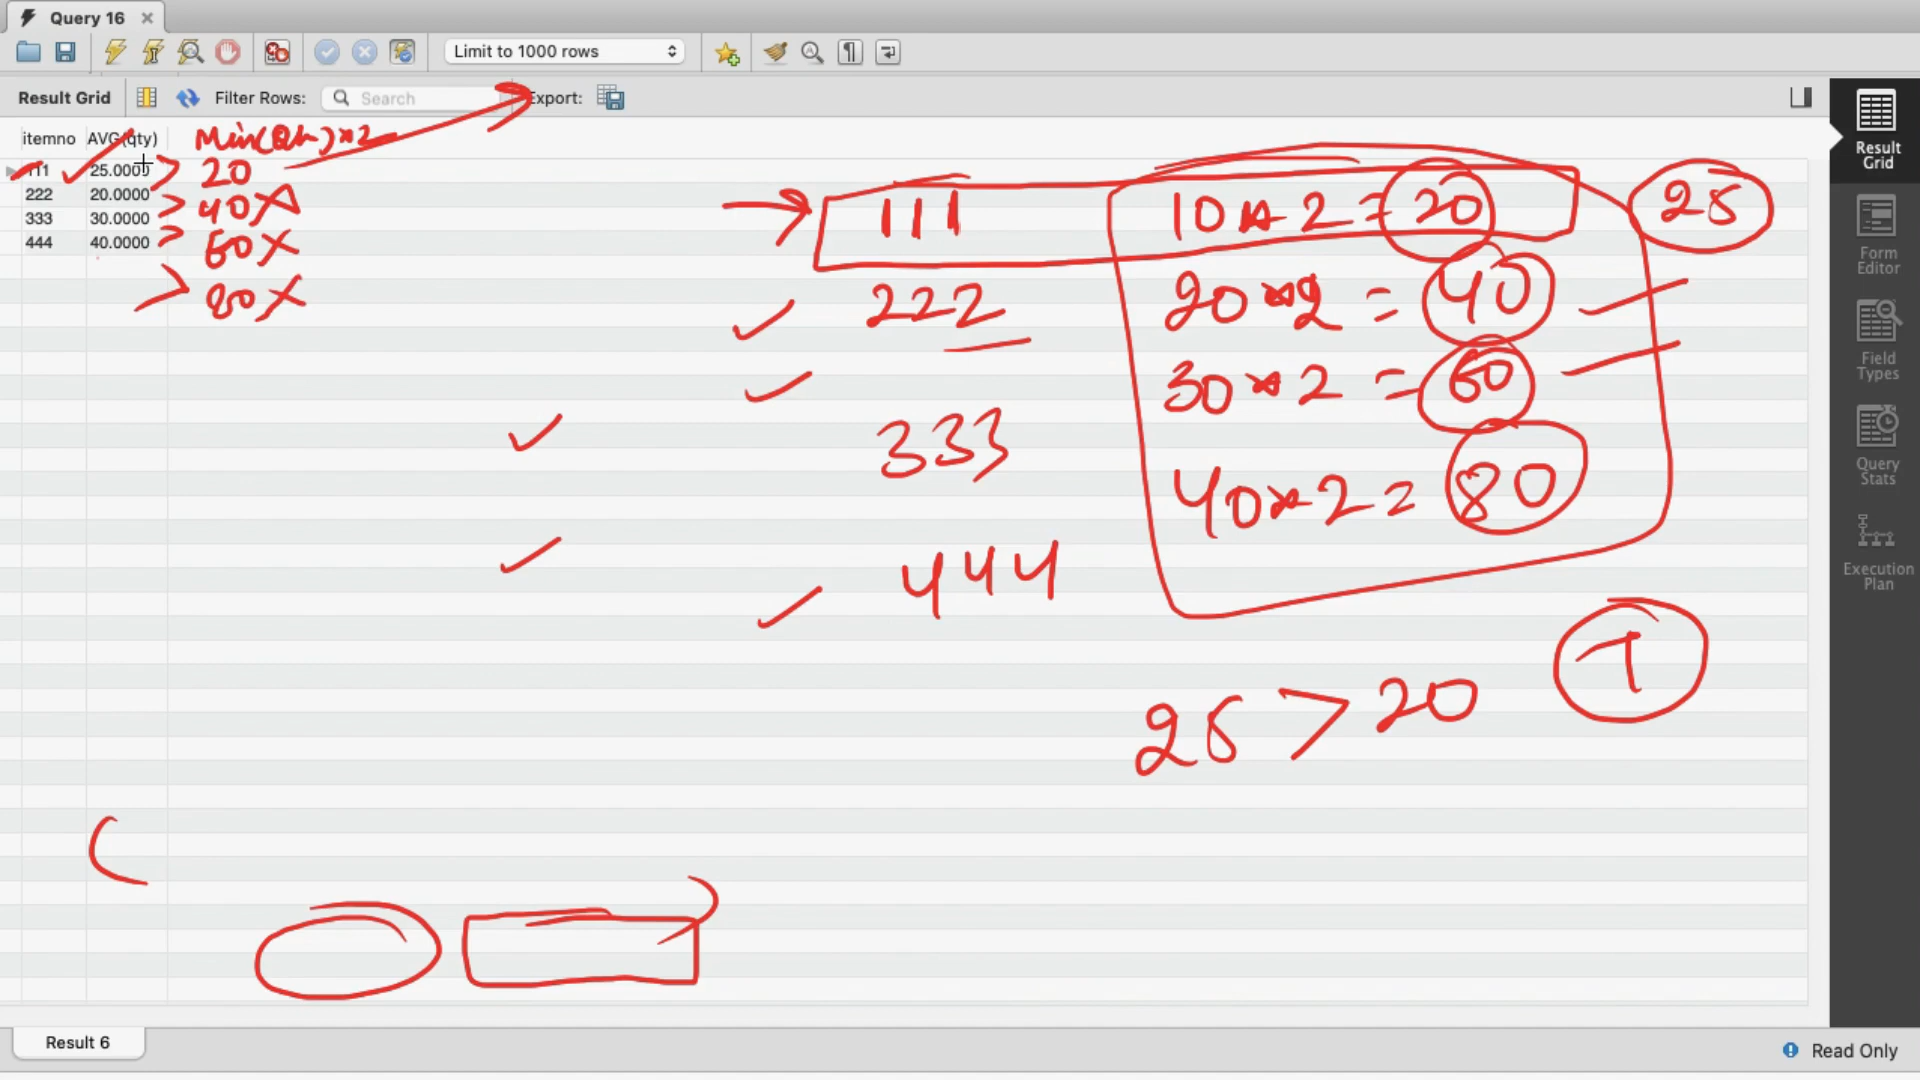 Query 16
Limit to 1000 rows
Result Grid Filter Rows: Search Export:
itemno AVG(qty) Min(Qty)*2
111 25.0000 > 20
222 20.0000 > 40 X
333 30.0000 > 60 X
444 40.0000 > 80 X
111 10 * 2 = 20 25
222 20 * 2 = 40
30 * 2 = 60
333
40 * 2 = 80
444
25 > 20 T
Result Grid
Form Editor
Field Types
Query Stats
Execution Plan
Result 6
Read Only